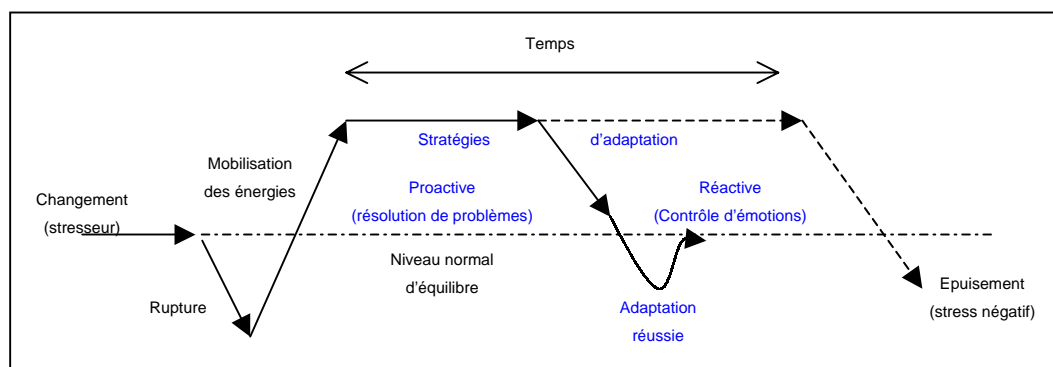 Temps
Stratégies
d'adaptation
Mobilisation
des énergies
Proactive
(résolution de problèmes)
Réactive
(Contrôle d'émotions)
Changement
(stresseur)
Niveau normal
d'équilibre
Rupture
Adaptation
réussie
Epuisement
(stress négatif)